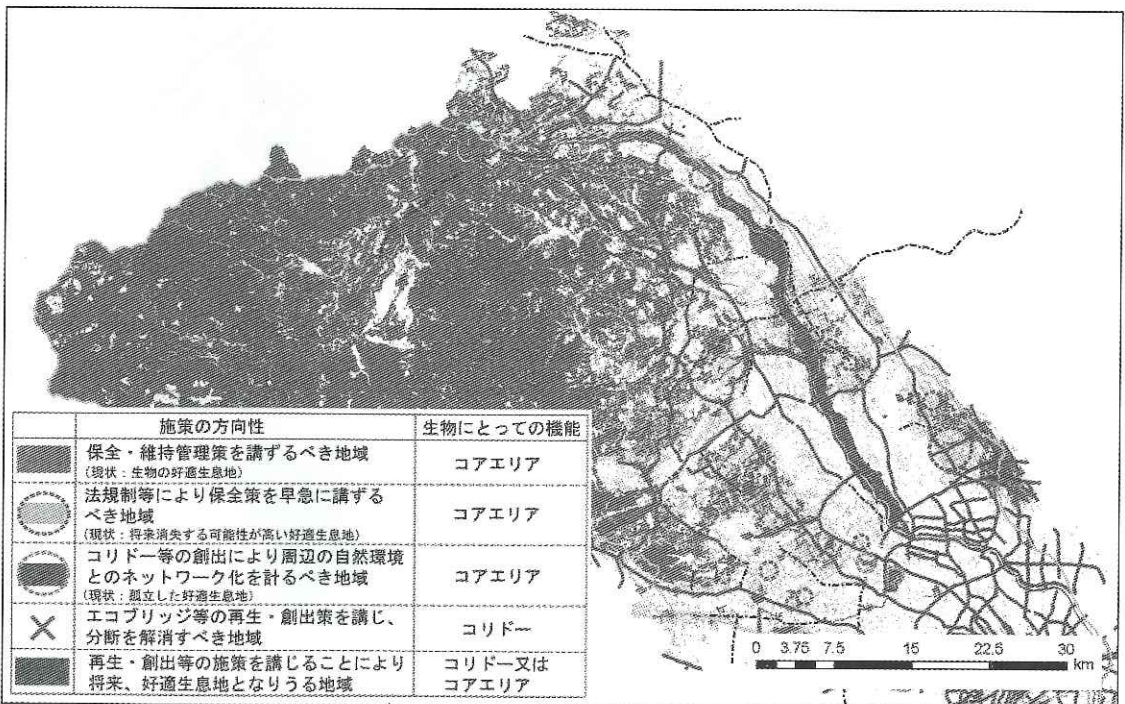 施策の方向性 生物にとっての機能
保全・維持管理策を講ずるべき地域
(現状:生物の好適生息地)
コアエリア
法規制等により保全策を早急に講ずる
べき地域
(現状:将来消失する可能性が高い好適生息地)
コアエリア
コリドー等の創出により周辺の自然環境
とのネットワーク化を計るべき地域
(現状:孤立した好適生息地)
コアエリア
エコブリッジ等の再生・創出策を講じ、
分断を解消すべき地域
コリドー
再生・創出等の施策を講じることにより
将来、好適生息地となりうる地域
コリドー又は
コアエリア
0 3.75 7.5 15 22.5 30
km